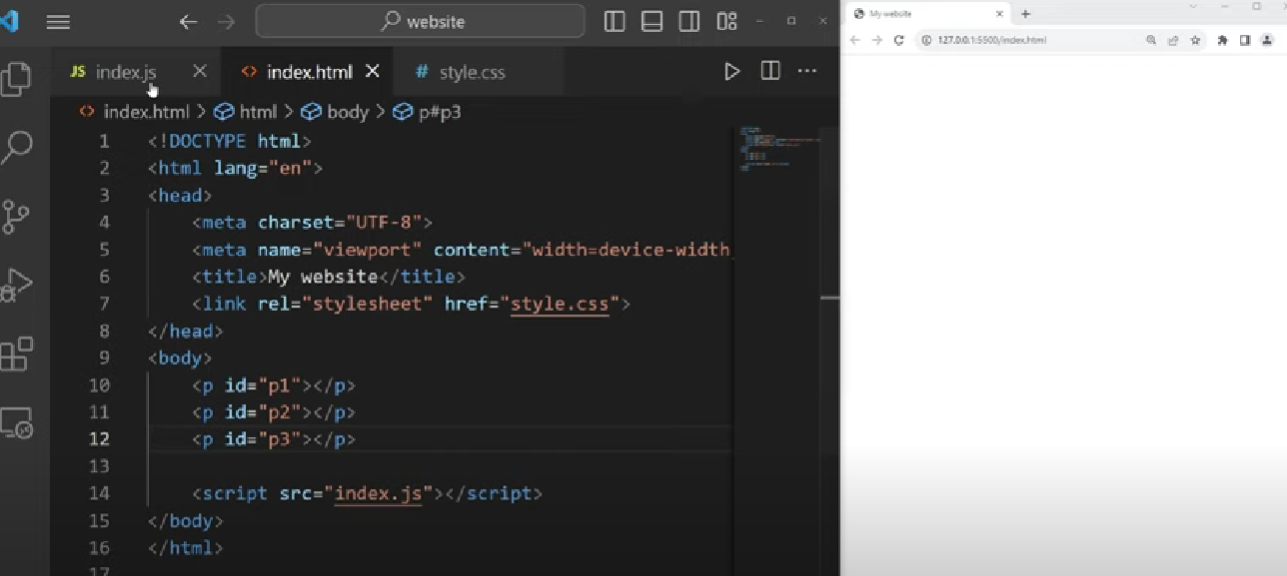 website
My website
127.0.0.1:5500/index.html
JS index.js
<> index.html
# style.css
<> index.html > html > body > p#p3
1 <!DOCTYPE html>
2 <html lang="en">
3 <head>
4 <meta charset="UTF-8">
5 <meta name="viewport" content="width=device-width
6 <title>My website</title>
7 <link rel="stylesheet" href="style.css">
8 </head>
9 <body>
10 <p id="p1"></p>
11 <p id="p2"></p>
12 <p id="p3"></p>
13
14 <script src="index.js"></script>
15 </body>
16 </html>
17